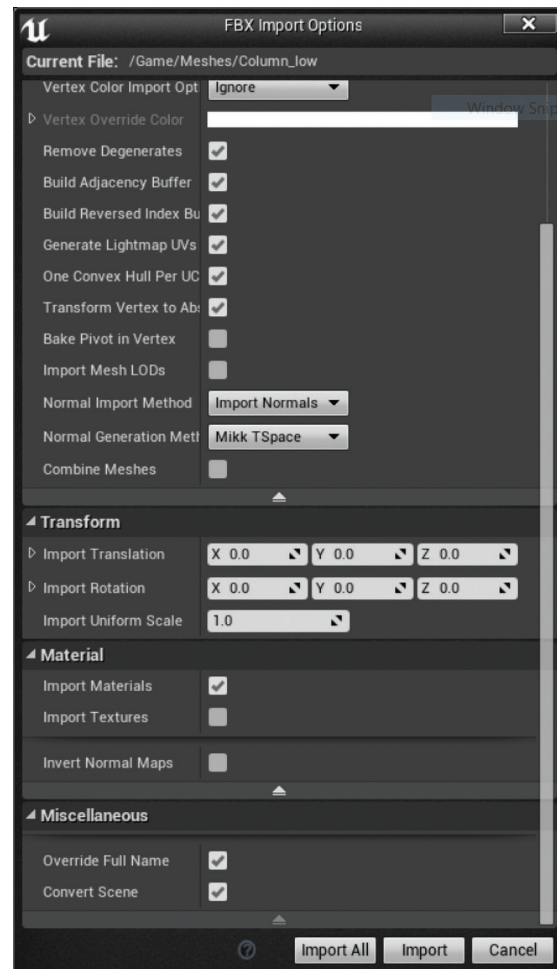 FBX Import Options
Current File: /Game/Meshes/Column_low
Vertex Color Import Opt Ignore
Window Snip
Vertex Override Color
Remove Degenerates
Build Adjacency Buffer
Build Reversed Index Bu
Generate Lightmap UVs
One Convex Hull Per UC
Transform Vertex to Abs
Bake Pivot in Vertex
Import Mesh LODs
Normal Import Method Import Normals
Normal Generation Meth Mikk TSpace
Combine Meshes
Transform
Import Translation X 0.0 Y 0.0 Z 0.0
Import Rotation X 0.0 Y 0.0 Z 0.0
Import Uniform Scale 1.0
Material
Import Materials
Import Textures
Invert Normal Maps
Miscellaneous
Override Full Name
Convert Scene
? Import All Import Cancel